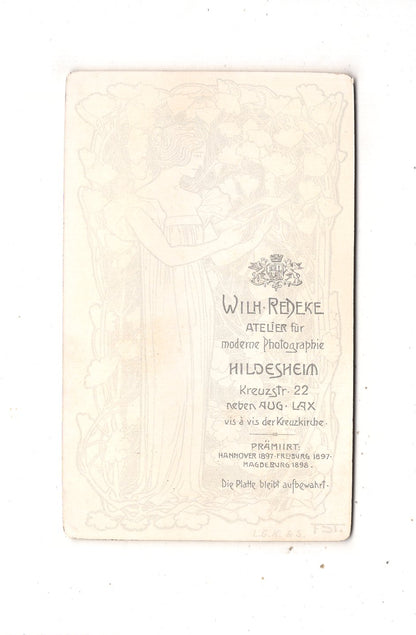 WILH. REDEKE
ATELIER für
moderne Photographie
HILDESHEIM
Kreuzstr. 22
neben AUG. LAX
vis à vis der Kreuzkirche.
PRÄMIIRT:
HANNOVER 1897. FREIBURG 1897.
MAGDEBURG 1898.
Die Platte bleibt aufbewahrt.